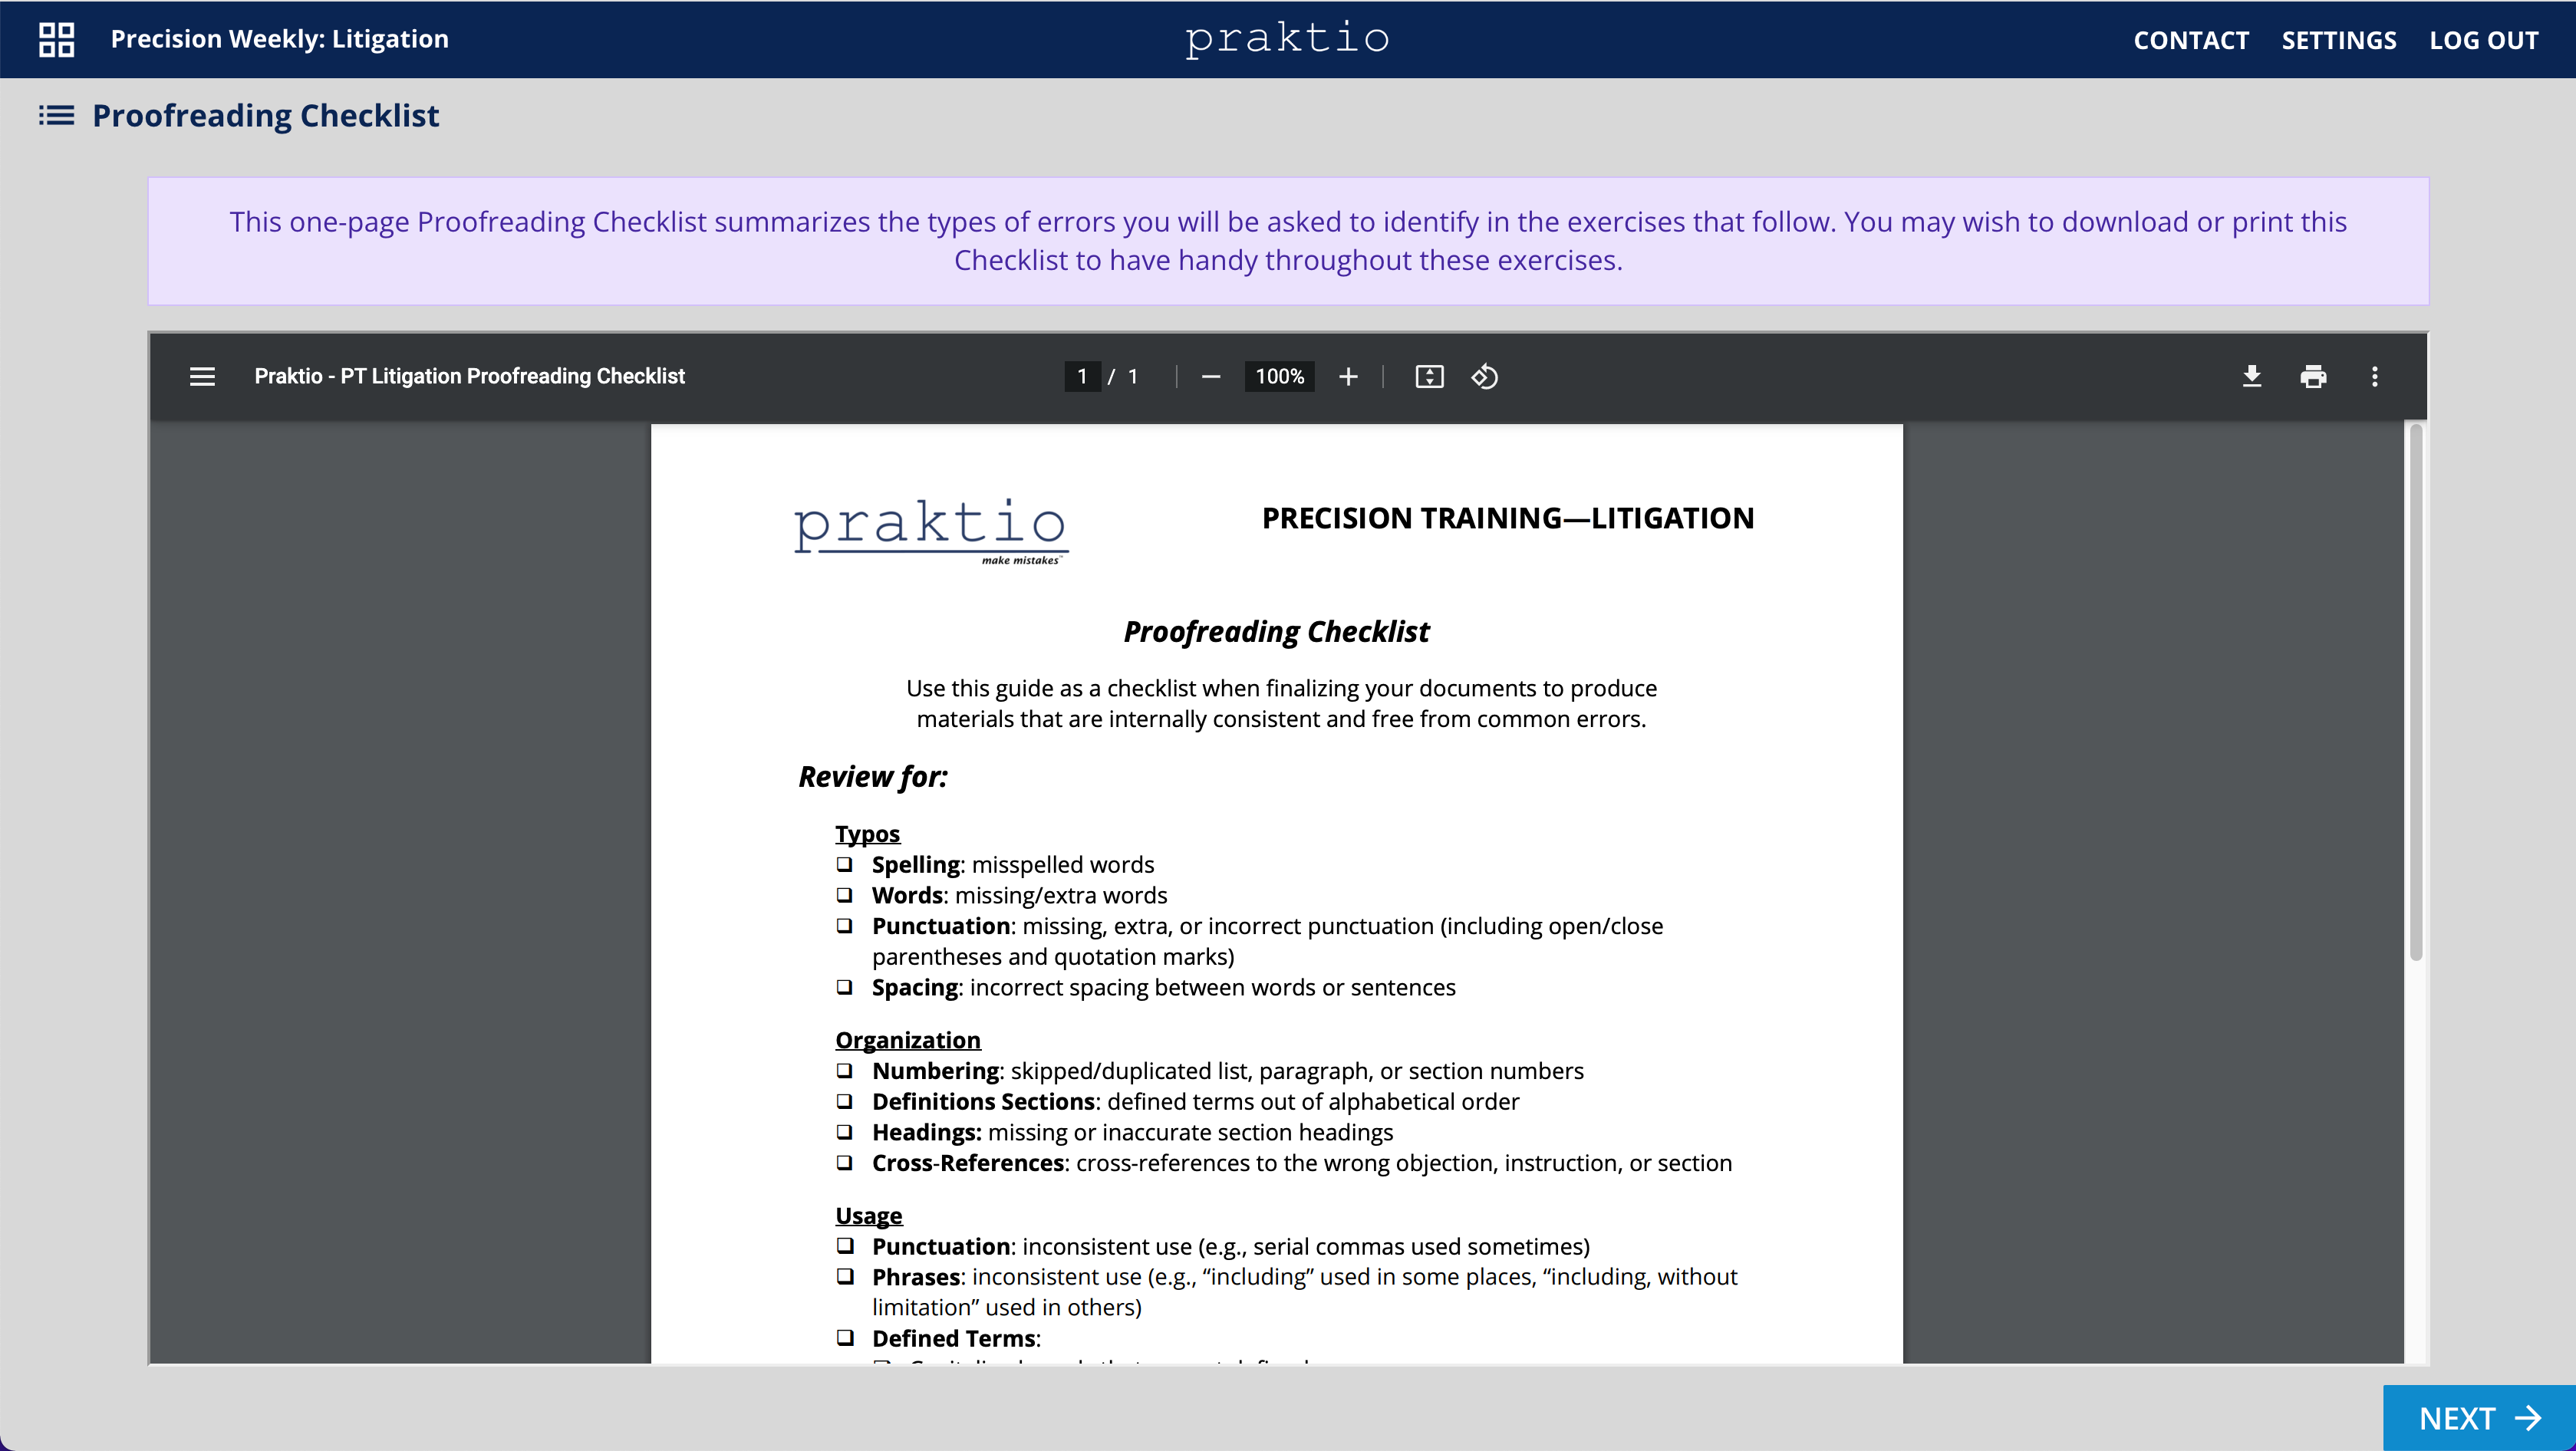 Precision Weekly: Litigation
praktio
CONTACT SETTINGS LOG OUT
Proofreading Checklist
This one-page Proofreading Checklist summarizes the types of errors you will be asked to identify in the exercises that follow. You may wish to download or print this
Checklist to have handy throughout these exercises.
Praktio - PT Litigation Proofreading Checklist
1 / 1
100%
praktio
make mistakes™
PRECISION TRAINING—LITIGATION
Proofreading Checklist
Use this guide as a checklist when finalizing your documents to produce
materials that are internally consistent and free from common errors.
Review for:
Typos
❑ Spelling: misspelled words
❑ Words: missing/extra words
❑ Punctuation: missing, extra, or incorrect punctuation (including open/close
parentheses and quotation marks)
❑ Spacing: incorrect spacing between words or sentences
Organization
❑ Numbering: skipped/duplicated list, paragraph, or section numbers
❑ Definitions Sections: defined terms out of alphabetical order
❑ Headings: missing or inaccurate section headings
❑ Cross-References: cross-references to the wrong objection, instruction, or section
Usage
❑ Punctuation: inconsistent use (e.g., serial commas used sometimes)
❑ Phrases: inconsistent use (e.g., “including” used in some places, “including, without
limitation” used in others)
❑ Defined Terms:
NEXT →